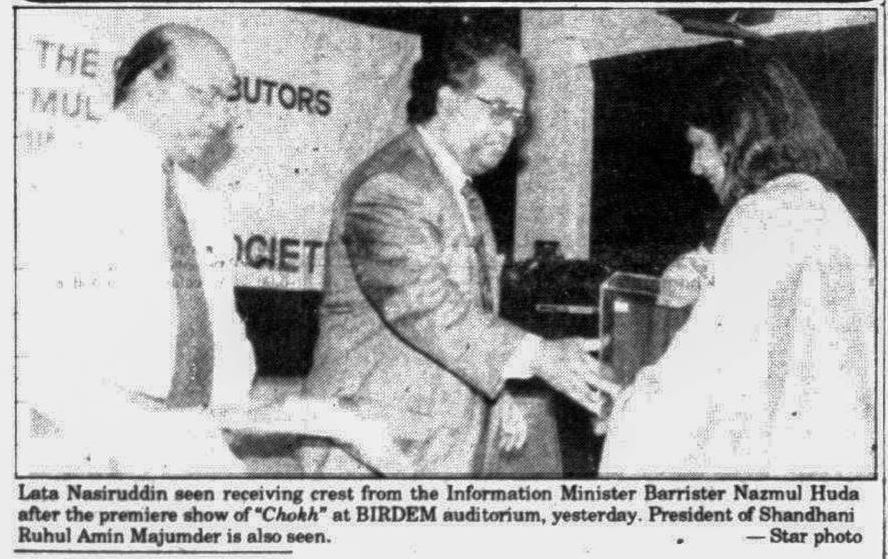 THE
BUTORS
MUL
OCIET
Lata Nasiruddin seen receiving crest from the Information Minister Barrister Nazmul Huda
after the premiere show of "Chokh" at BIRDEM auditorium, yesterday. President of Shandhani
Ruhul Amin Majumder is also seen. — Star photo